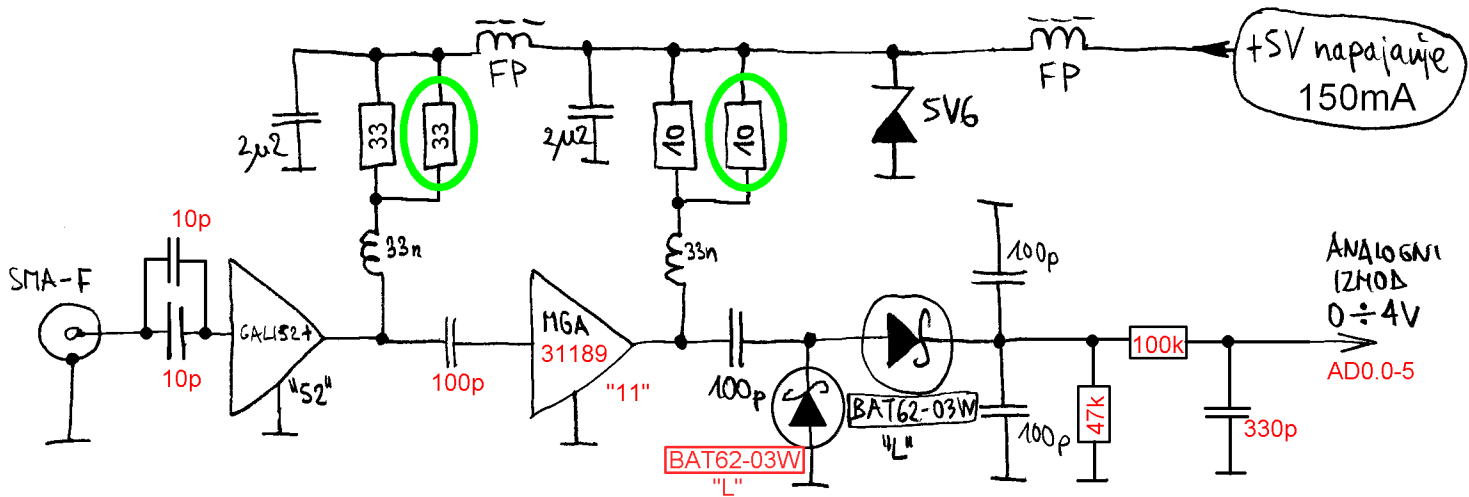 FP
FP
+5V napajanje
150mA
2µ2
33
33
2µ2
10
10
5V6
10p
33n
33n
100p
ANALOGNI
IZHOD
0÷4V
SMA-F
GALI52+
MGA
31189
100k
AD0.0-5
10p
"52"
100p
"11"
100p
BAT62-03W
"L"
100p
47k
330p
BAT62-03W
"L"